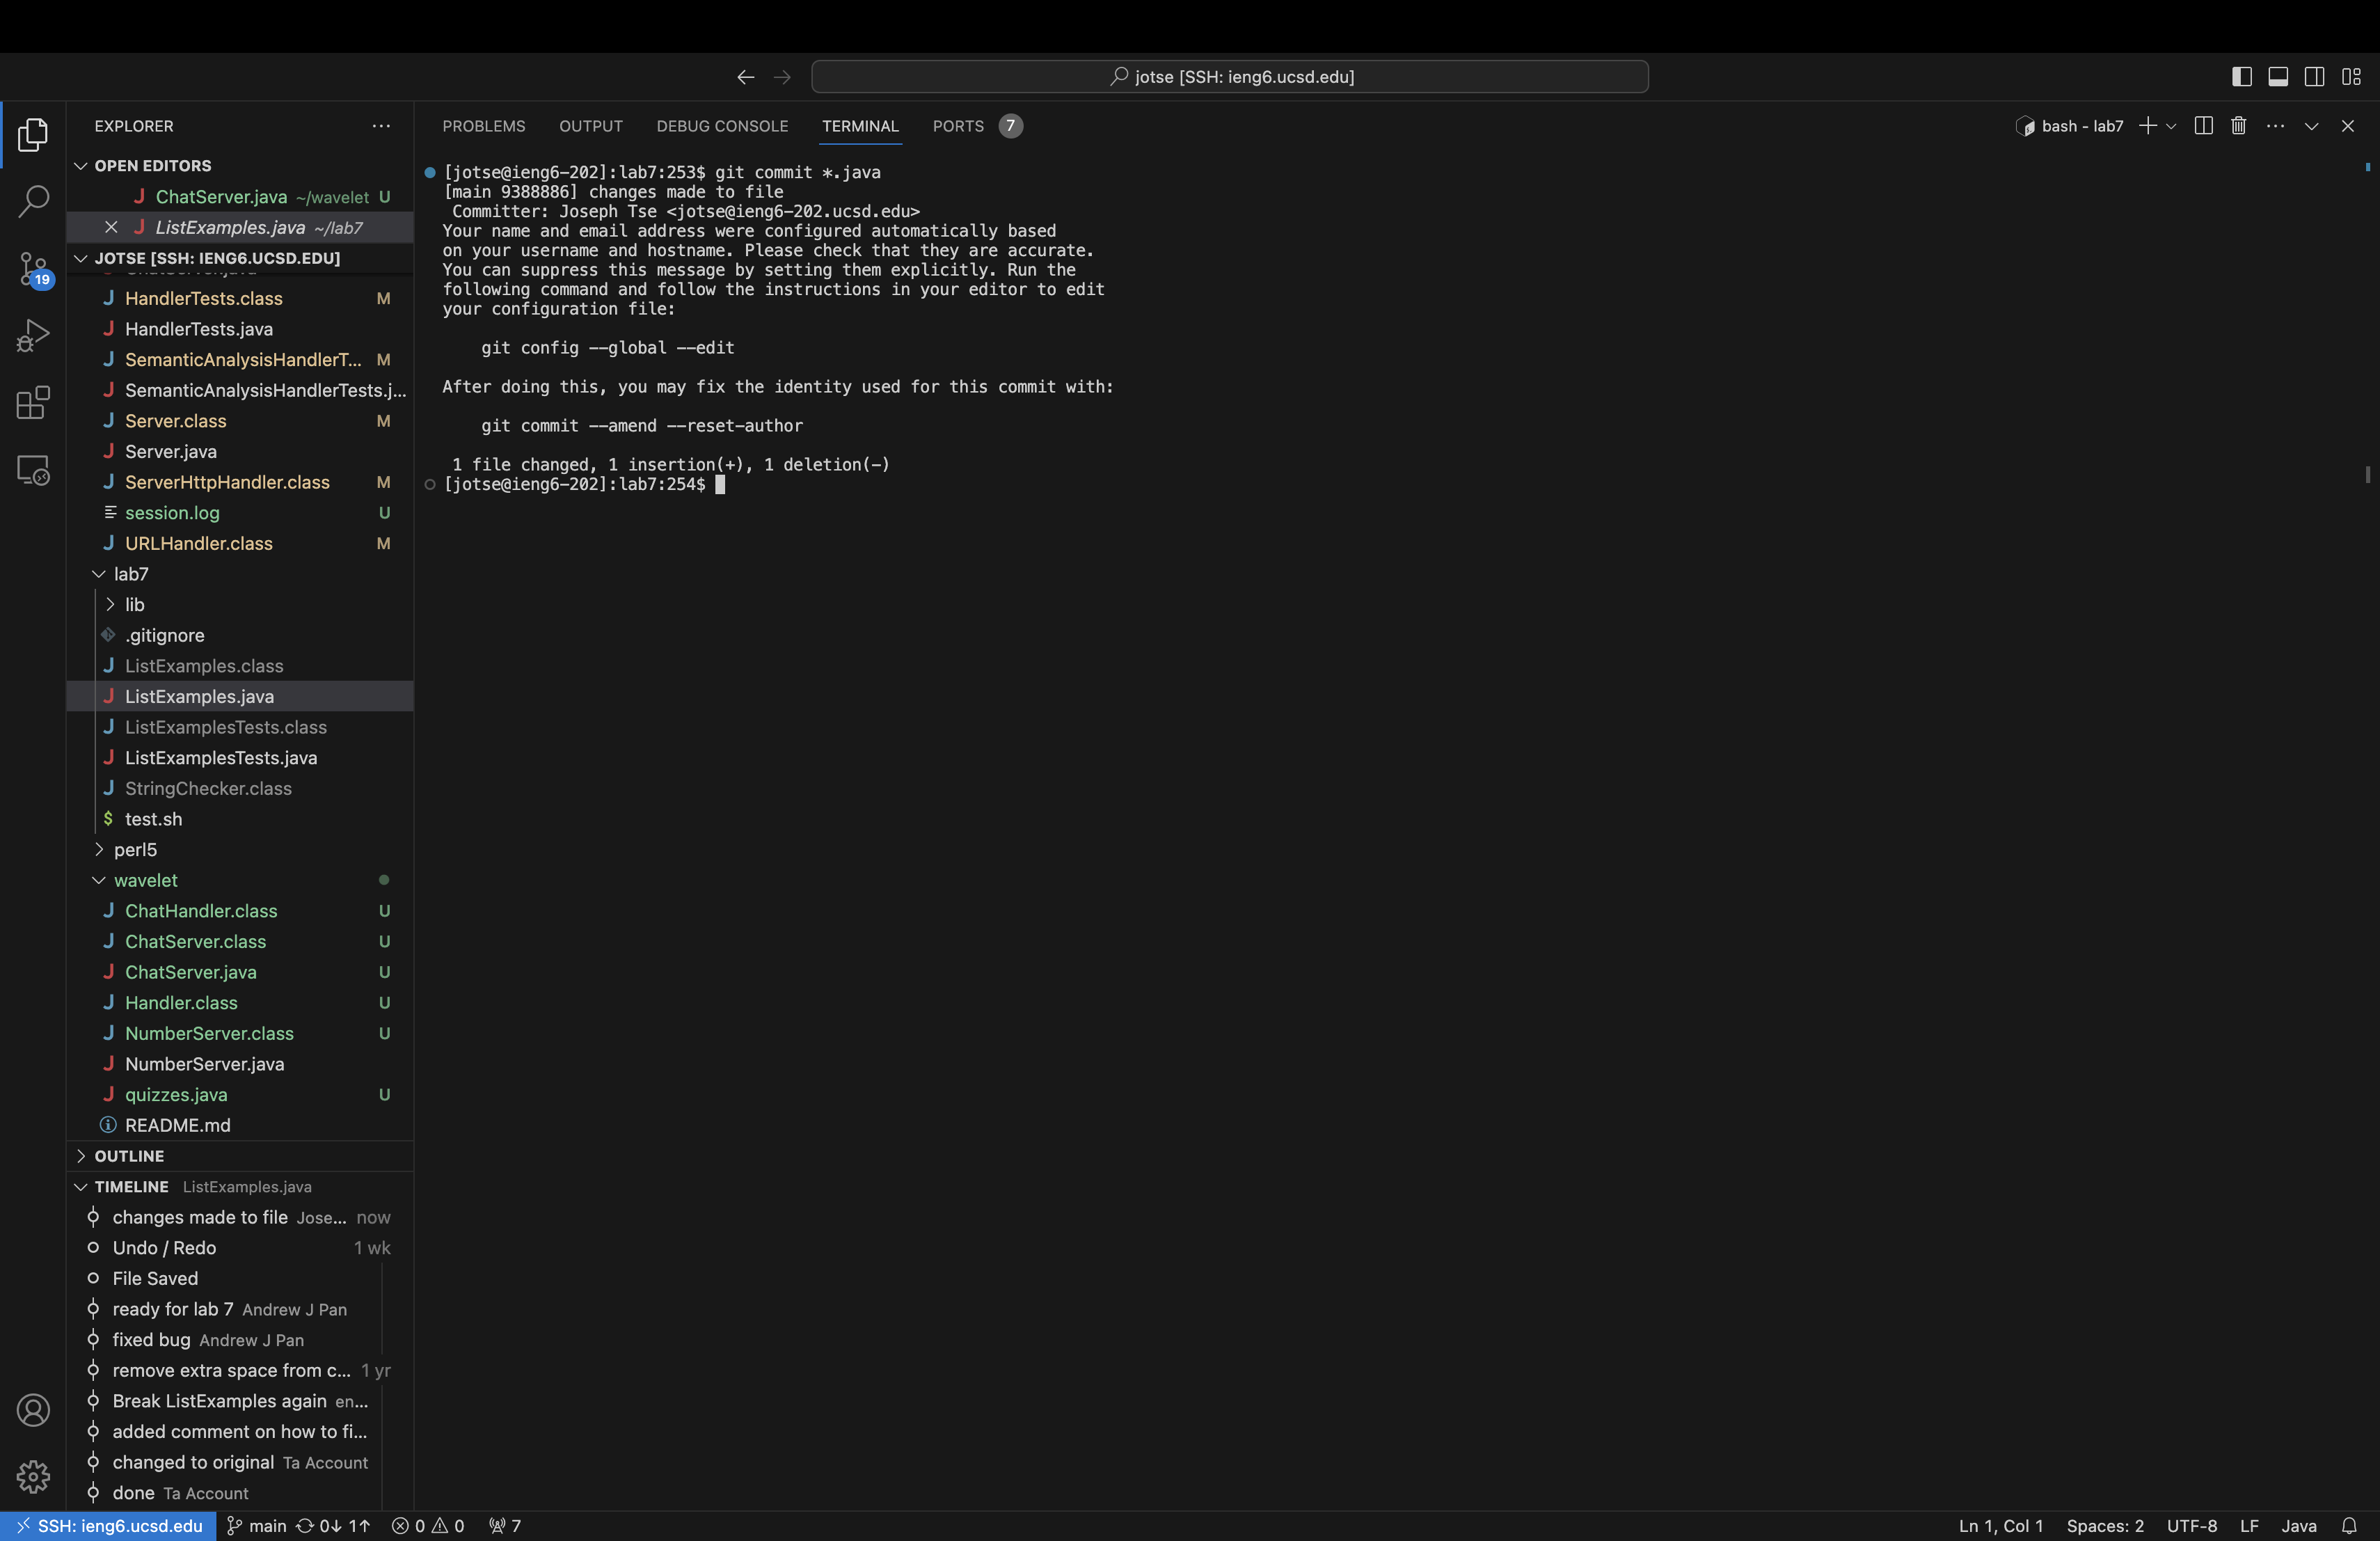 jotse [SSH: ieng6.ucsd.edu]
EXPLORER
OPEN EDITORS
ChatServer.java ~/wavelet U
ListExamples.java ~/lab7
JOTSE [SSH: IENG6.UCSD.EDU]
HandlerTests.class M
HandlerTests.java
SemanticAnalysisHandlerT... M
SemanticAnalysisHandlerTests.j...
Server.class M
Server.java
ServerHttpHandler.class M
session.log U
URLHandler.class M
lab7
lib
.gitignore
ListExamples.class
ListExamples.java
ListExamplesTests.class
ListExamplesTests.java
StringChecker.class
$ test.sh
perl5
wavelet
ChatHandler.class U
ChatServer.class U
ChatServer.java U
Handler.class U
NumberServer.class U
NumberServer.java
quizzes.java U
README.md
OUTLINE
TIMELINE ListExamples.java
changes made to file Jose... now
Undo / Redo 1 wk
File Saved
ready for lab 7 Andrew J Pan
fixed bug Andrew J Pan
remove extra space from c... 1 yr
Break ListExamples again en...
added comment on how to fi...
changed to original Ta Account
done Ta Account
19
PROBLEMS OUTPUT DEBUG CONSOLE TERMINAL PORTS 7
bash - lab7
[jotse@ieng6-202]:lab7:253$ git commit *.java
[main 9388886] changes made to file
Committer: Joseph Tse <jotse@ieng6-202.ucsd.edu>
Your name and email address were configured automatically based
on your username and hostname. Please check that they are accurate.
You can suppress this message by setting them explicitly. Run the
following command and follow the instructions in your editor to edit
your configuration file:
git config --global --edit
After doing this, you may fix the identity used for this commit with:
git commit --amend --reset-author
1 file changed, 1 insertion(+), 1 deletion(-)
[jotse@ieng6-202]:lab7:254$
SSH: ieng6.ucsd.edu main 0↓ 1↑ 0 0 7
Ln 1, Col 1 Spaces: 2 UTF-8 LF Java